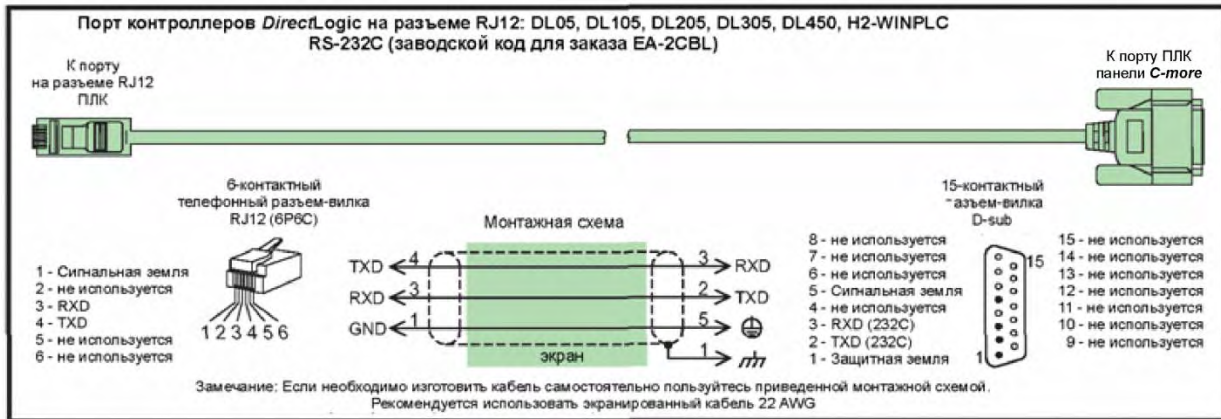 Порт контроллеров DirectLogic на разъеме RJ12: DL05, DL105, DL205, DL305, DL450, H2-WINPLC
RS-232C (заводской код для заказа EA-2CBL)
К порту
на разъеме RJ12
ПЛК
К порту ПЛК
панели C-more
6-контактный
телефонный разъем-вилка
RJ12 (6P6C)
1 - Сигнальная земля
2 - не используется
3 - RXD
4 - TXD
5 - не используется
6 - не используется
1 2 3 4 5 6
Монтажная схема
TXD 4 3 RXD
RXD 3 2 TXD
GND 1 5
экран 1
15-контактный
азъем-вилка
D-sub
8 - не используется
7 - не используется
6 - не используется
5 - Сигнальная земля
4 - не используется
3 - RXD (232C)
2 - TXD (232C)
1 - Защитная земля
15
1
15 - не используется
14 - не используется
13 - не используется
12 - не используется
11 - не используется
10 - не используется
9 - не используется
Замечание: Если необходимо изготовить кабель самостоятельно пользуйтесь приведенной монтажной схемой.
Рекомендуется использовать экранированный кабель 22 AWG